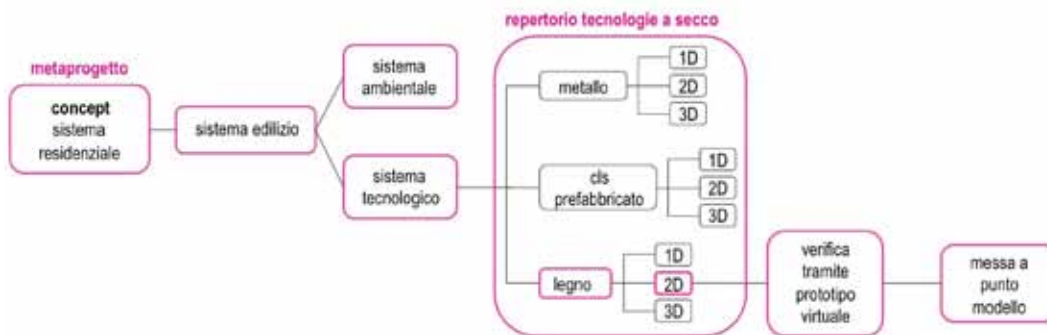 repertorio tecnologie a secco
metaprogetto
concept
sistema
residenziale
sistema edilizio
sistema
ambientale
sistema
tecnologico
metallo
1D
2D
3D
cls
prefabbricato
1D
2D
3D
legno
1D
2D
3D
verifica
tramite
prototipo
virtuale
messa a
punto
modello